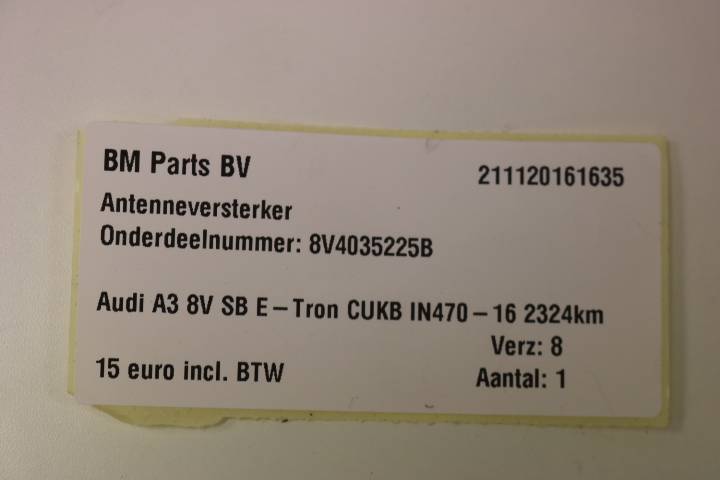 BM Parts BV 211120161635
Antenneversterker
Onderdeelnummer: 8V4035225B
Audi A3 8V SB E-Tron CUKB IN470-16 2324km
Verz: 8
15 euro incl. BTW Aantal: 1